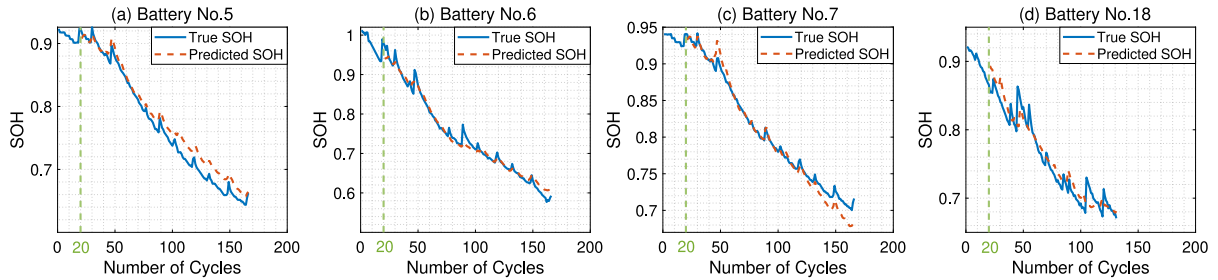 (a) Battery No.5
True SOH
Predicted SOH
SOH
0.9
0.8
0.7
0
20
50
100
150
200
Number of Cycles
(b) Battery No.6
True SOH
Predicted SOH
SOH
1
0.9
0.8
0.7
0.6
0.5
0
20
50
100
150
200
Number of Cycles
(c) Battery No.7
True SOH
Predicted SOH
SOH
0.95
0.9
0.85
0.8
0.75
0.7
0
20
50
100
150
200
Number of Cycles
(d) Battery No.18
True SOH
Predicted SOH
SOH
1
0.9
0.8
0.7
0.6
0
20
50
100
150
200
Number of Cycles